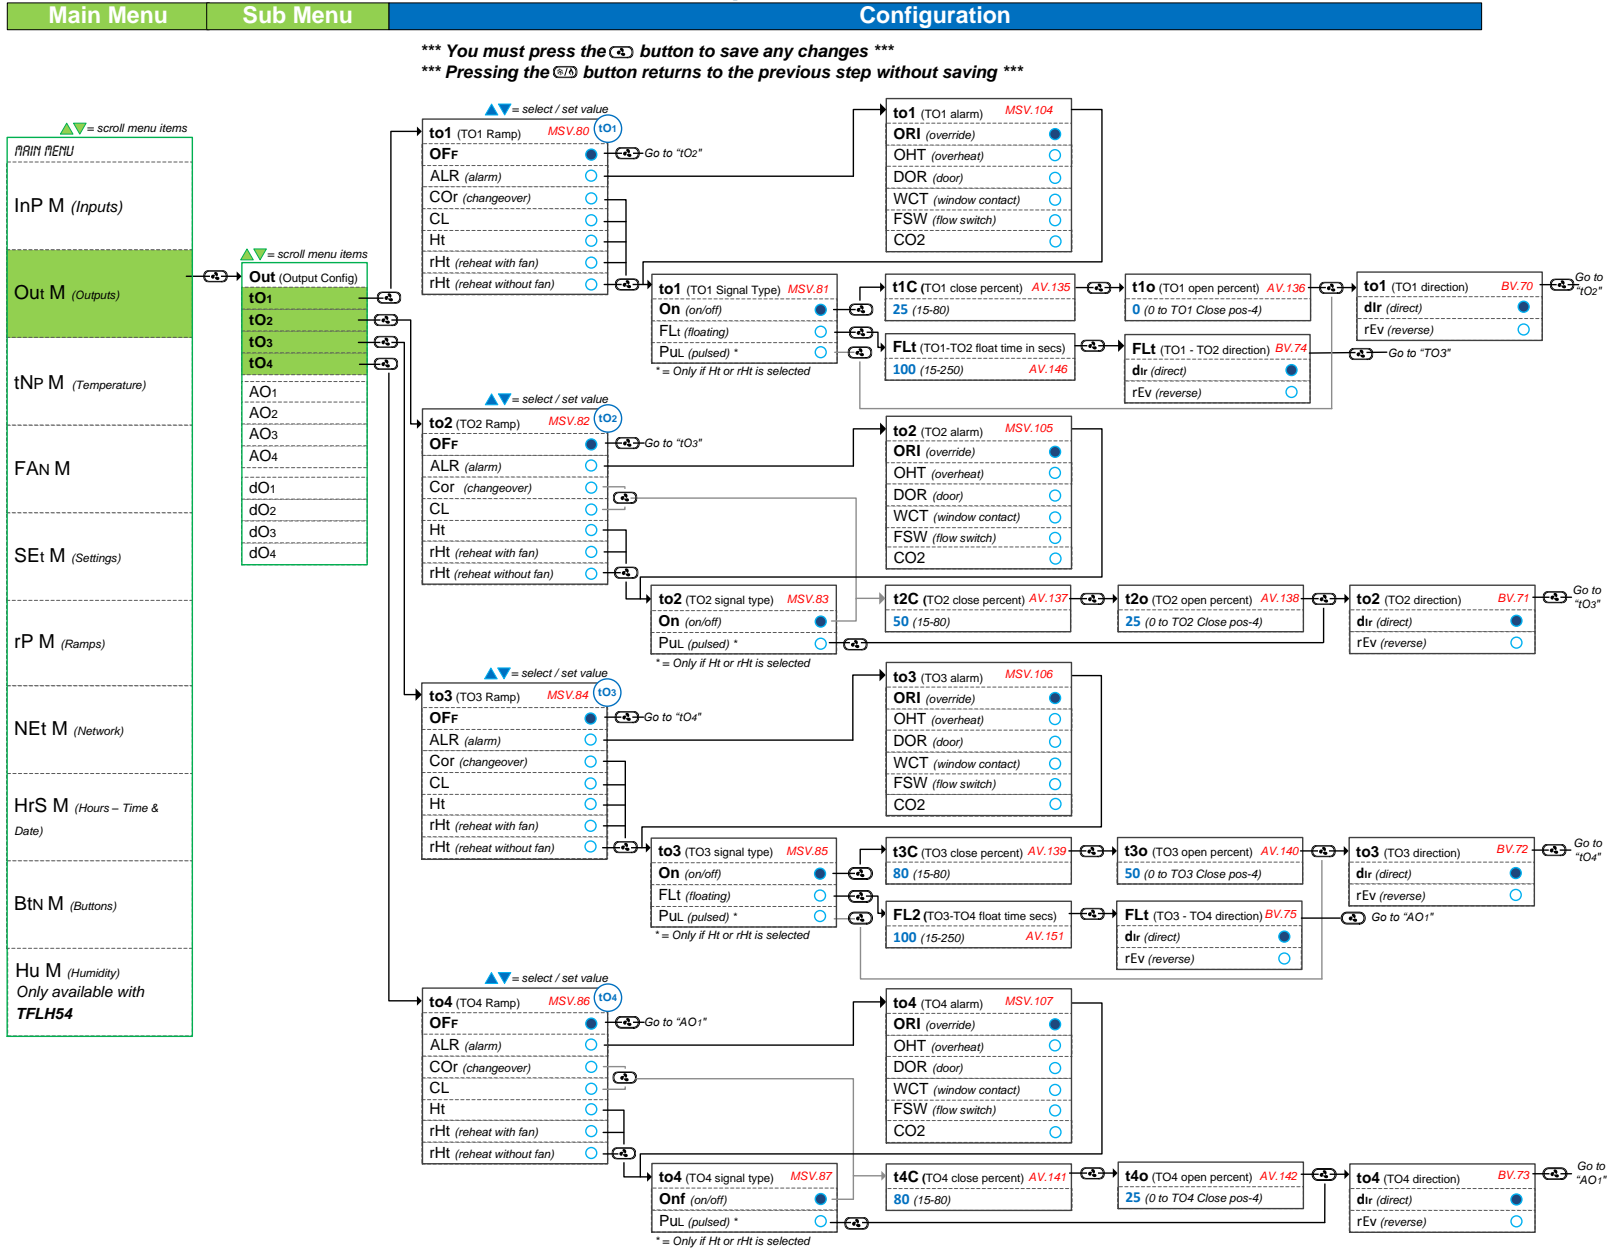 Main Menu
Sub Menu
Configuration
*** You must press the button to save any changes ***
*** Pressing the button returns to the previous step without saving ***
= scroll menu items
MAIN MENU
InP M (Inputs)
Out M (Outputs)
tNP M (Temperature)
FAN M
SEt M (Settings)
rP M (Ramps)
NEt M (Network)
HrS M (Hours – Time &
Date)
BtN M (Buttons)
Hu M (Humidity)
Only available with
TFLH54
= scroll menu items
Out (Output Config)
tO1
tO2
tO3
tO4
AO1
AO2
AO3
AO4
dO1
dO2
dO3
dO4
= select / set value
to1 (TO1 Ramp) MSV.80 tO1
OFF Go to "tO2"
ALR (alarm)
COr (changeover)
CL
Ht
rHt (reheat with fan)
rHt (reheat without fan)
to1 (TO1 alarm) MSV.104
ORI (override)
OHT (overheat)
DOR (door)
WCT (window contact)
FSW (flow switch)
CO2
to1 (TO1 Signal Type) MSV.81
On (on/off)
FLt (floating)
PuL (pulsed) *
* = Only if Ht or rHt is selected
t1C (TO1 close percent) AV.135
25 (15-80)
t1o (TO1 open percent) AV.136
0 (0 to TO1 Close pos-4)
to1 (TO1 direction) BV.70
dIr (direct)
rEv (reverse)
Go to
"tO2"
FLt (TO1-TO2 float time in secs)
100 (15-250) AV.146
FLt (TO1 - TO2 direction) BV.74
dIr (direct)
rEv (reverse)
Go to "TO3"
= select / set value
to2 (TO2 Ramp) MSV.82 tO2
OFF Go to "tO3"
ALR (alarm)
Cor (changeover)
CL
Ht
rHt (reheat with fan)
rHt (reheat without fan)
to2 (TO2 alarm) MSV.105
ORI (override)
OHT (overheat)
DOR (door)
WCT (window contact)
FSW (flow switch)
CO2
to2 (TO2 signal type) MSV.83
On (on/off)
PuL (pulsed) *
* = Only if Ht or rHt is selected
t2C (TO2 close percent) AV.137
50 (15-80)
t2o (TO2 open percent) AV.138
25 (0 to TO2 Close pos-4)
to2 (TO2 direction) BV.71
dIr (direct)
rEv (reverse)
Go to
"tO3"
= select / set value
to3 (TO3 Ramp) MSV.84 tO3
OFF Go to "tO4"
ALR (alarm)
Cor (changeover)
CL
Ht
rHt (reheat with fan)
rHt (reheat without fan)
to3 (TO3 alarm) MSV.106
ORI (override)
OHT (overheat)
DOR (door)
WCT (window contact)
FSW (flow switch)
CO2
to3 (TO3 signal type) MSV.85
On (on/off)
FLt (floating)
PuL (pulsed) *
* = Only if Ht or rHt is selected
t3C (TO3 close percent) AV.139
80 (15-80)
t3o (TO3 open percent) AV.140
50 (0 to TO3 Close pos-4)
to3 (TO3 direction) BV.72
dIr (direct)
rEv (reverse)
Go to
"tO4"
FL2 (TO3-TO4 float time secs)
100 (15-250) AV.151
FLt (TO3 - TO4 direction) BV.75
dIr (direct)
rEv (reverse)
Go to "AO1"
= select / set value
to4 (TO4 Ramp) MSV.86 tO4
OFF Go to "AO1"
ALR (alarm)
COr (changeover)
CL
Ht
rHt (reheat with fan)
rHt (reheat without fan)
to4 (TO4 alarm) MSV.107
ORI (override)
OHT (overheat)
DOR (door)
WCT (window contact)
FSW (flow switch)
CO2
to4 (TO4 signal type) MSV.87
Onf (on/off)
PuL (pulsed) *
* = Only if Ht or rHt is selected
t4C (TO4 close percent) AV.141
80 (15-80)
t4o (TO4 open percent) AV.142
25 (0 to TO4 Close pos-4)
to4 (TO4 direction) BV.73
dIr (direct)
rEv (reverse)
Go to
"AO1"